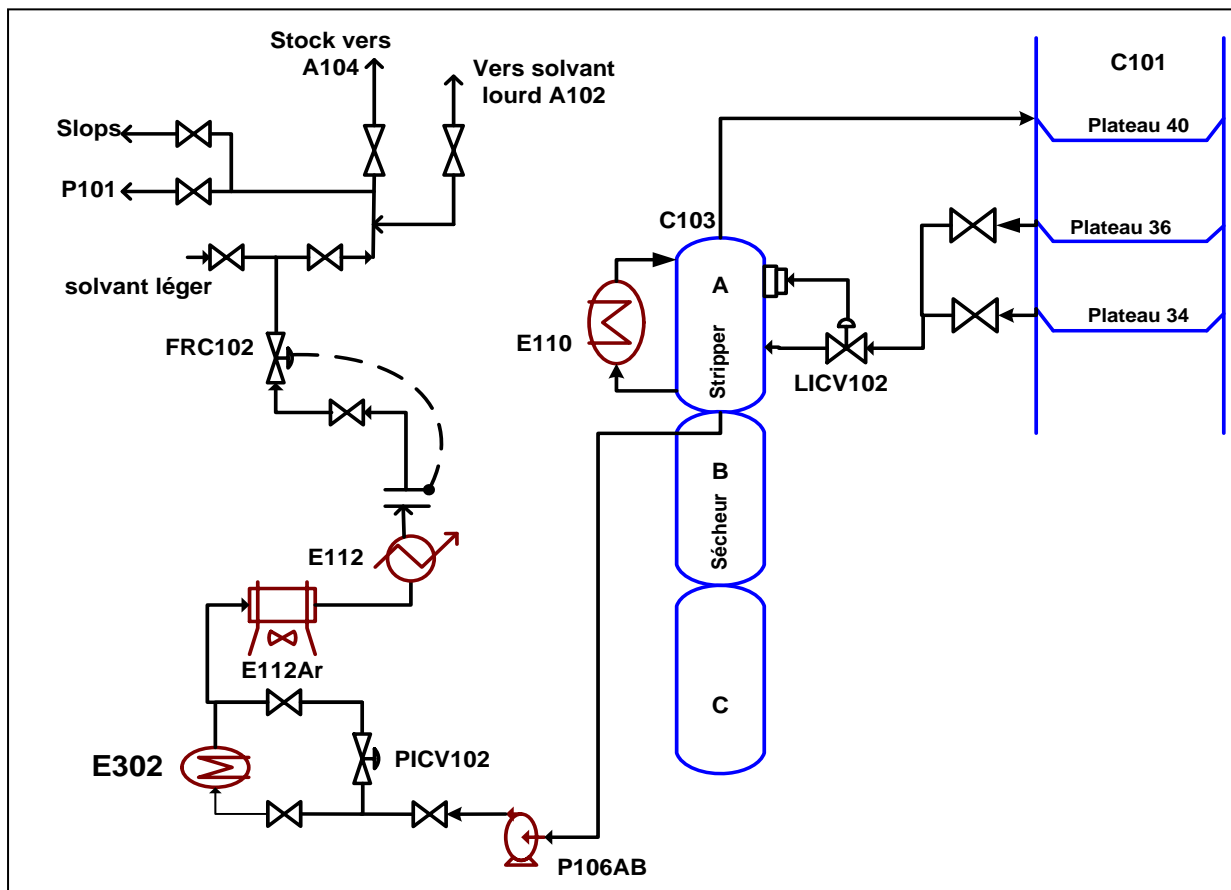 Stock vers
A104
Vers solvant
lourd A102
C101
Slops
Plateau 40
P101
C103
Plateau 36
solvant léger
A
Stripper
E110
Plateau 34
FRC102
LICV102
B
Sécheur
E112
E112Ar
C
E302
PICV102
P106AB